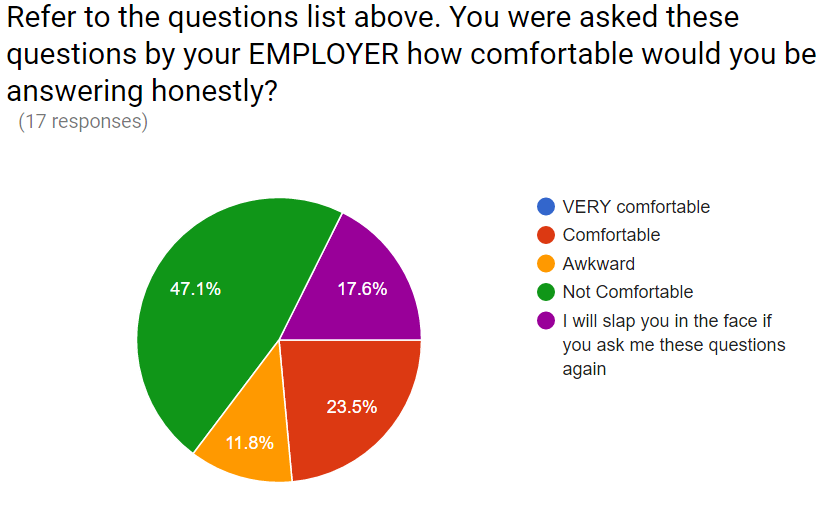 Refer to the questions list above. You were asked these
questions by your EMPLOYER how comfortable would you be
answering honestly?
(17 responses)
VERY comfortable
Comfortable
Awkward
Not Comfortable
I will slap you in the face if
you ask me these questions
again
47.1%
17.6%
23.5%
11.8%